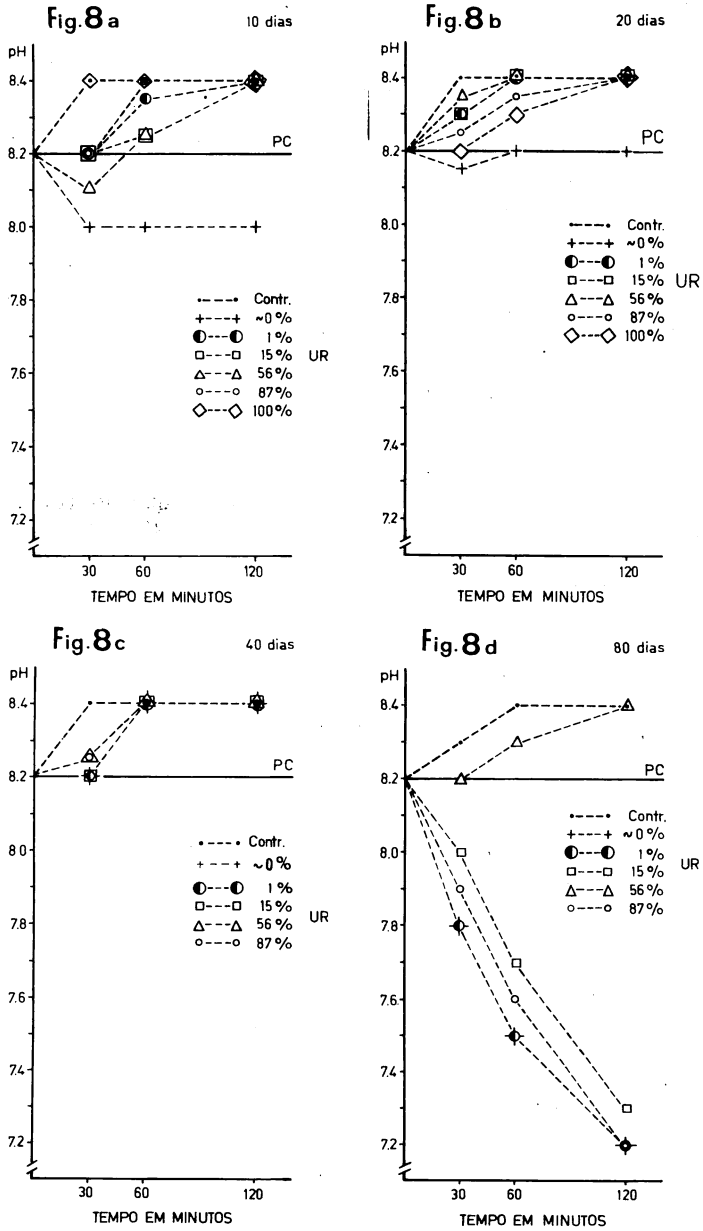 Fig.8a 10 dias
pH
8.4
8.2
8.0
7.8
7.6
7.4
7.2
PC
Contr.
~0%
1%
15%
56%
87%
100%
UR
30 60 120
TEMPO EM MINUTOS
Fig.8b 20 dias
pH
8.4
8.2
8.0
7.8
7.6
7.4
7.2
PC
Contr.
~0%
1%
15%
56%
87%
100%
UR
30 60 120
TEMPO EM MINUTOS
Fig.8c 40 dias
pH
8.4
8.2
8.0
7.8
7.6
7.4
7.2
PC
Contr.
~0%
1%
15%
56%
87%
UR
30 60 120
TEMPO EM MINUTOS
Fig.8d 80 dias
pH
8.4
8.2
8.0
7.8
7.6
7.4
7.2
PC
Contr.
~0%
1%
15%
56%
87%
UR
30 60 120
TEMPO EM MINUTOS